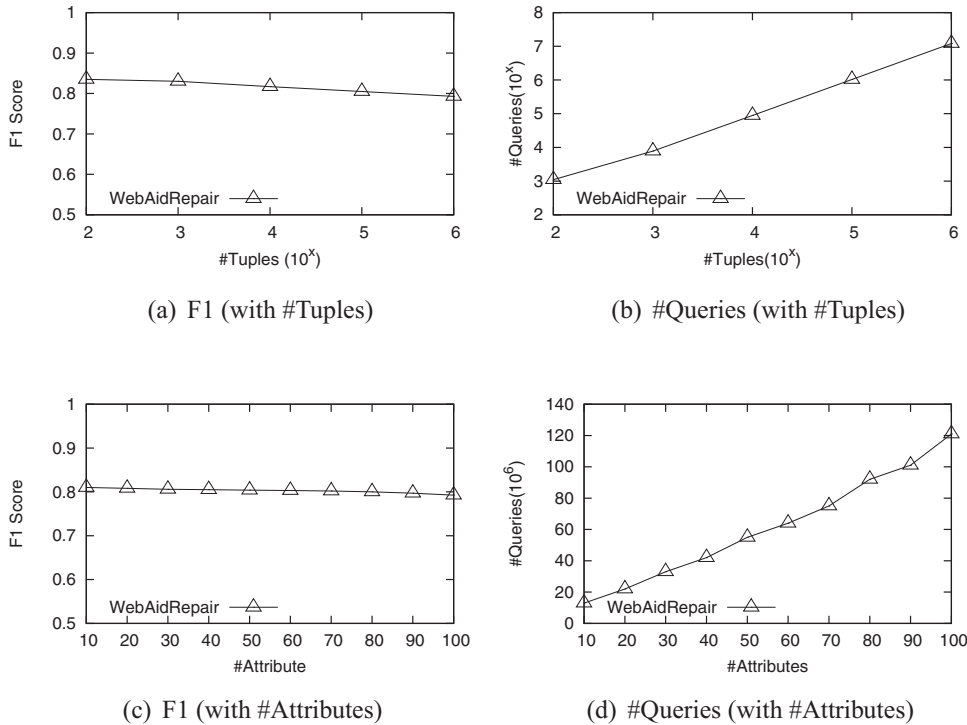 1
0.9
0.8
0.7
0.6
0.5
F1 Score
WebAidRepair
2 3 4 5 6
#Tuples (10^x)
(a) F1 (with #Tuples)
8
7
6
5
4
3
2
#Queries(10^x)
WebAidRepair
2 3 4 5 6
#Tuples(10^x)
(b) #Queries (with #Tuples)
1
0.9
0.8
0.7
0.6
0.5
F1 Score
WebAidRepair
10 20 30 40 50 60 70 80 90 100
#Attribute
(c) F1 (with #Attributes)
140
120
100
80
60
40
20
0
#Queries(10^6)
WebAidRepair
10 20 30 40 50 60 70 80 90 100
#Attributes
(d) #Queries (with #Attributes)